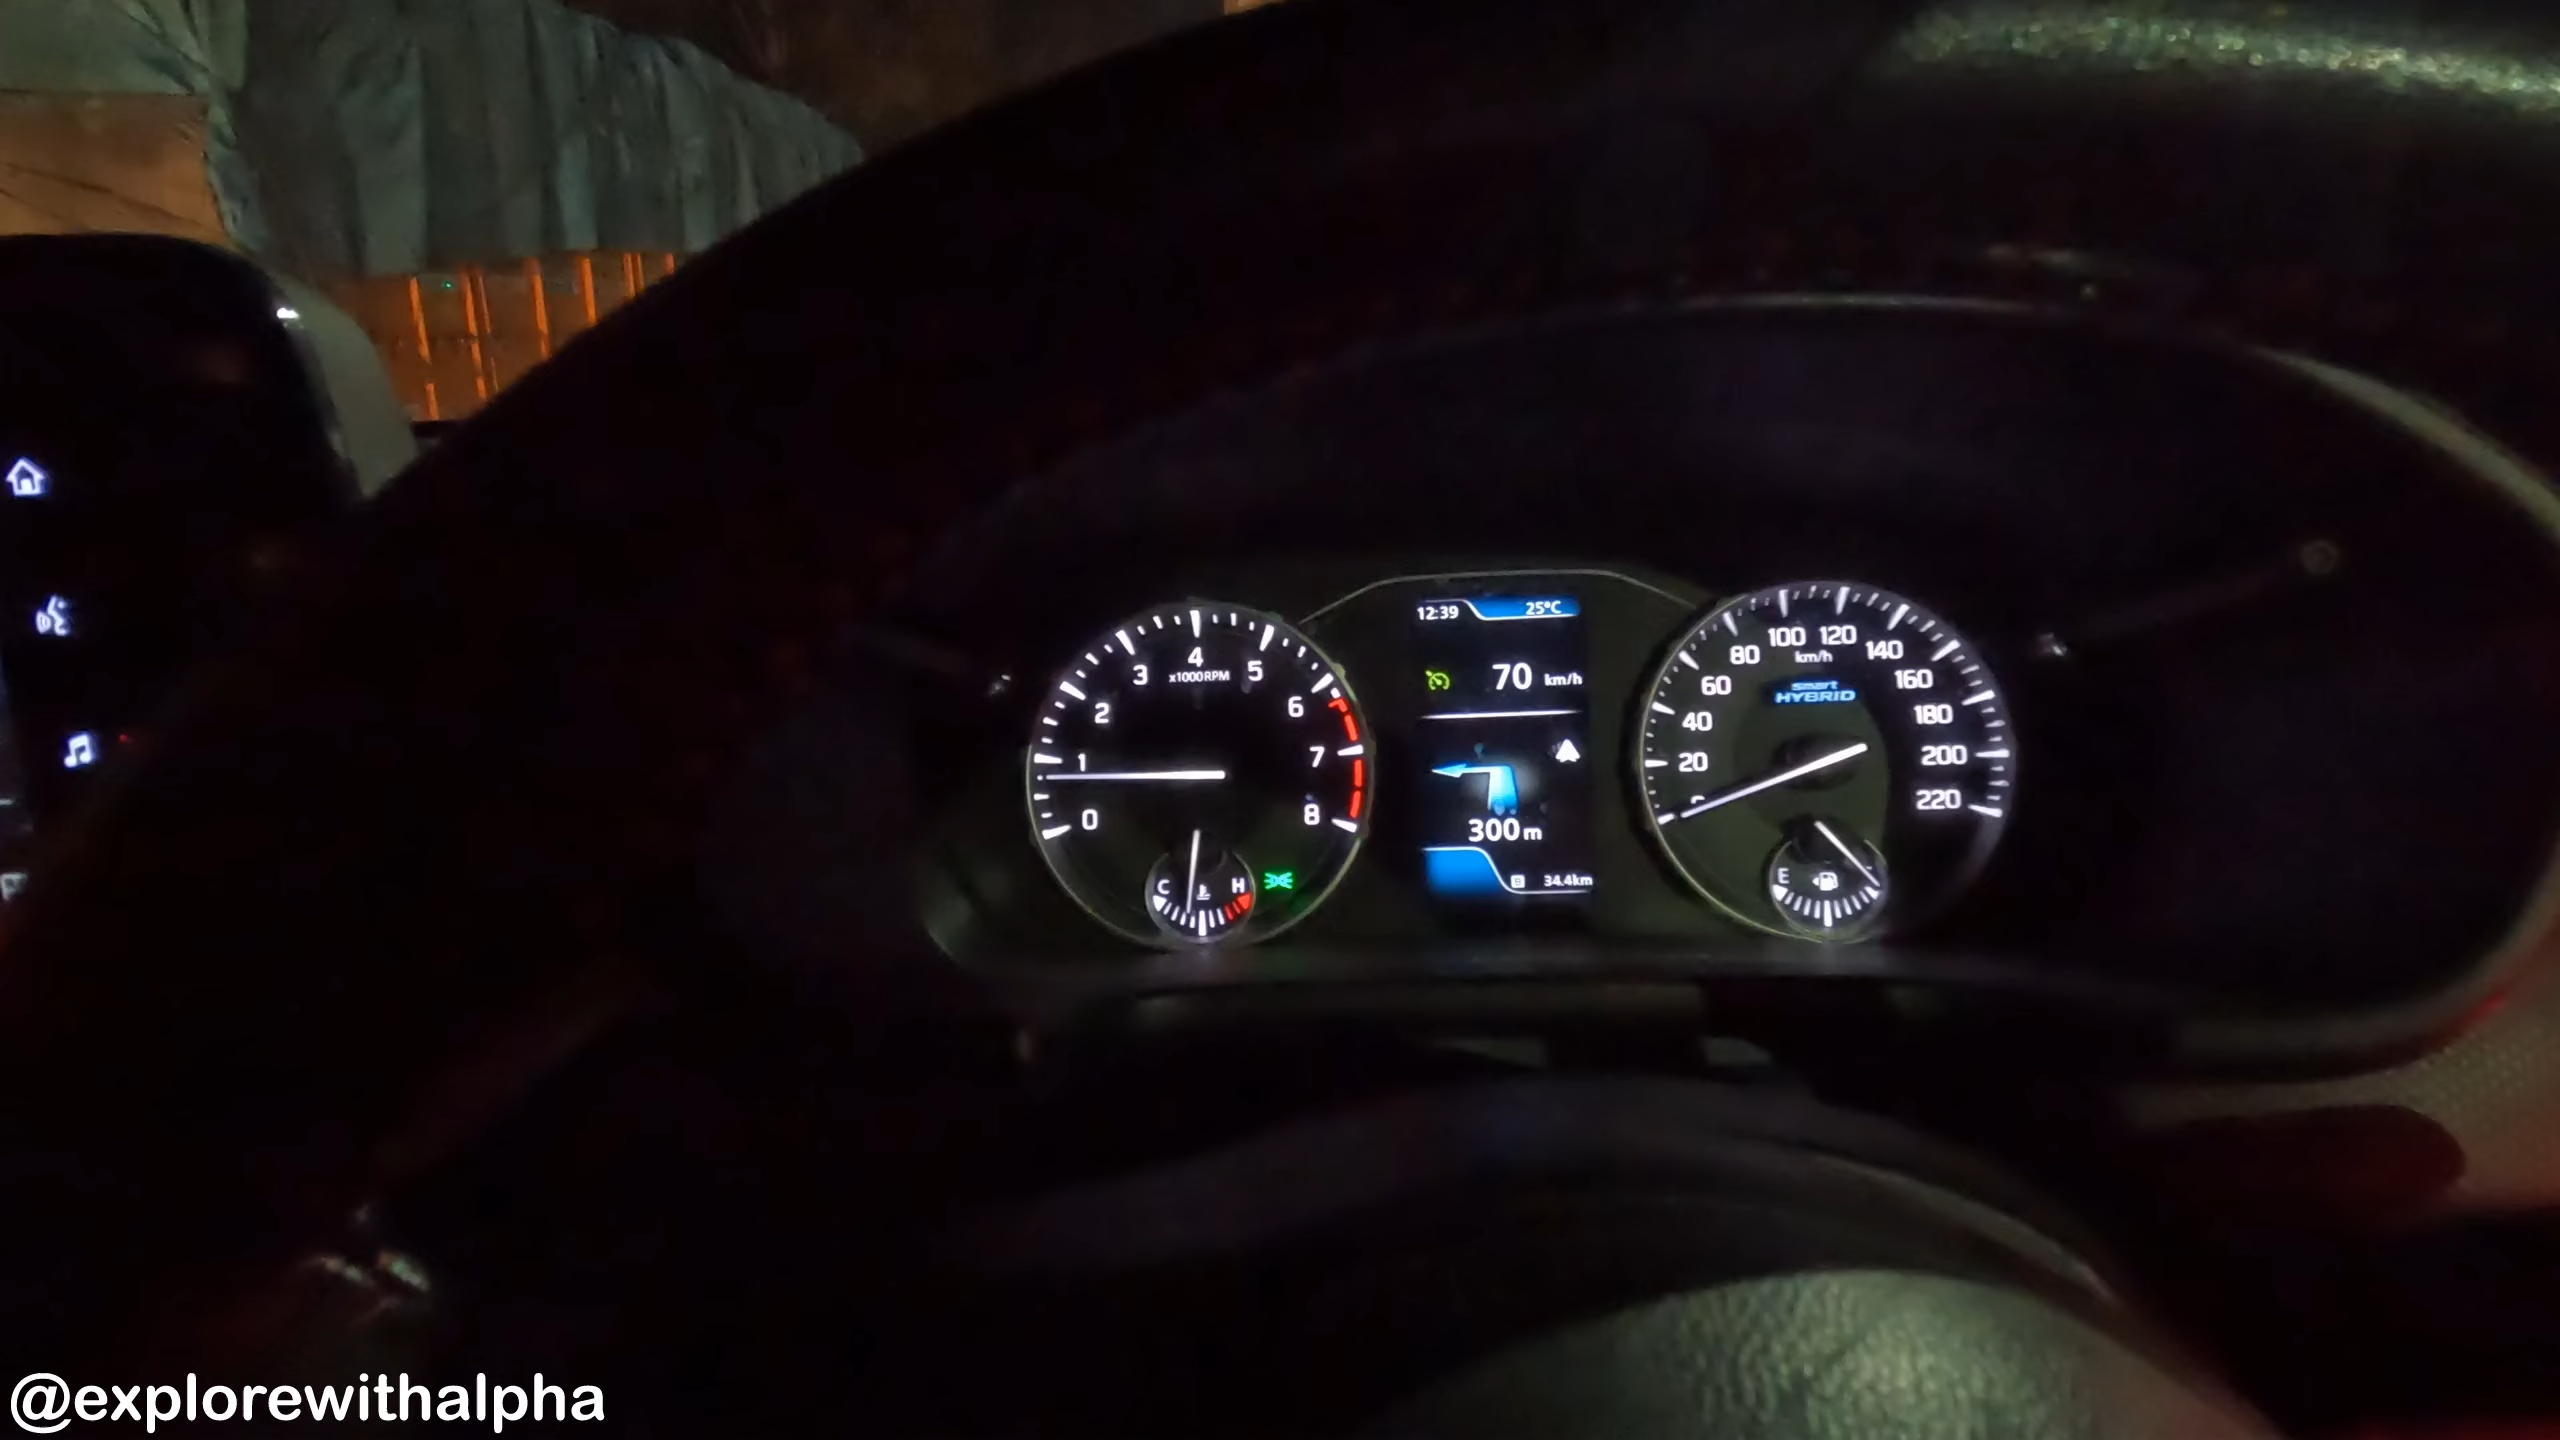 12:39 25°C
70 km/h
300 m
B 34.4km
0 1 2 3 4 5 6 7 8
x1000RPM
C H
20 40 60 80 100 120 140 160 180 200 220
km/h
smart
HYBRID
E
@explorewithalpha